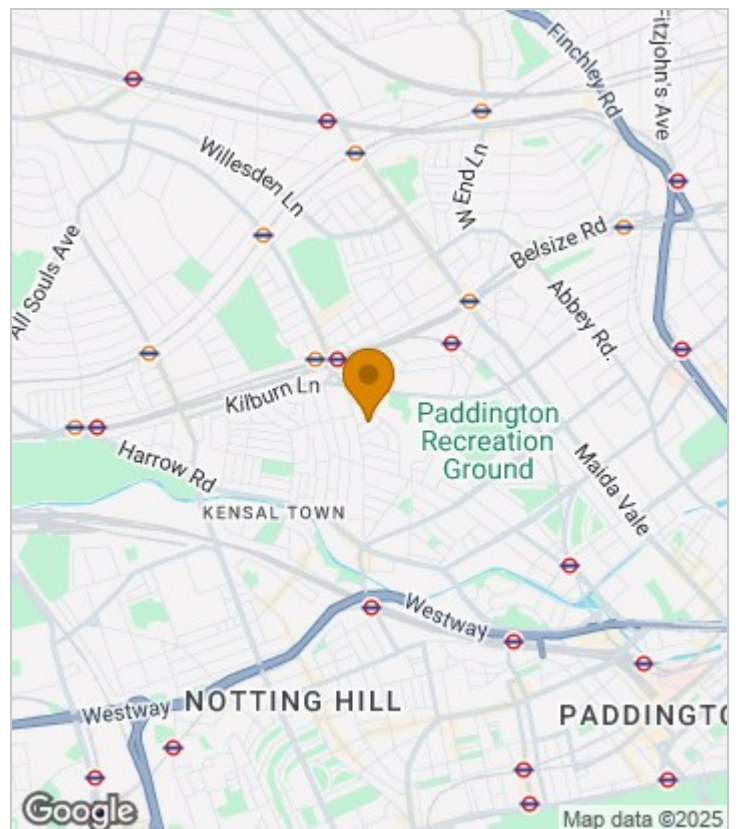 Finchley Rd
Fitzjohn's Ave
Willesden Ln
W End Ln
All Souls Ave
Belsize Rd
Abbey Rd.
Kilburn Ln
Paddington
Recreation
Ground
Harrow Rd
Maida Vale
KENSAL TOWN
Westway
Westway
NOTTING HILL
PADDINGTO
Google
Map data ©2025